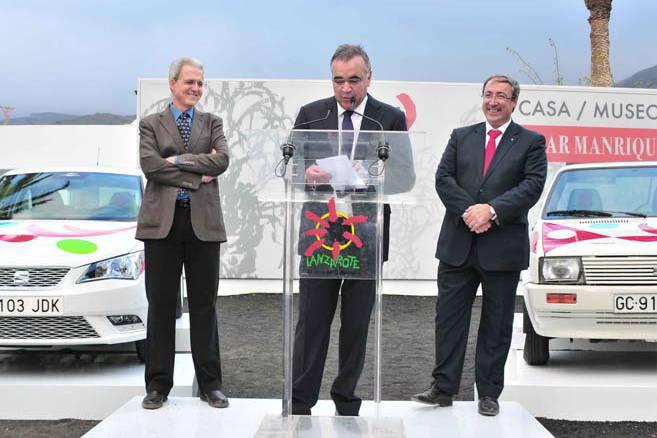 CASA / MUSEO
AR MANRIQU
LANZAROTE
103 JDK
GC 91